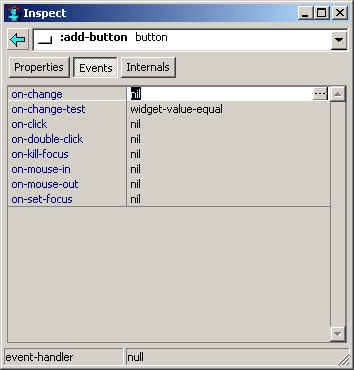 Inspect
:add-button button
Properties Events Internals
on-change nil ...
on-change-test widget-value-equal
on-click nil
on-double-click nil
on-kill-focus nil
on-mouse-in nil
on-mouse-out nil
on-set-focus nil
event-handler null